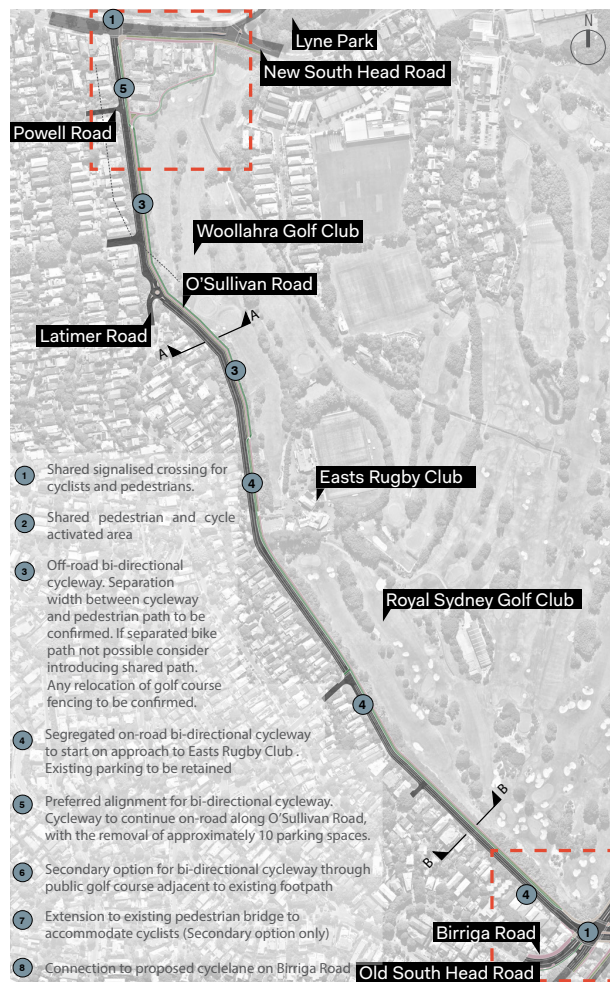 1
N
Lyne Park
New South Head Road
5
Powell Road
3
Woollahra Golf Club
O'Sullivan Road
Latimer Road
A
A
3
1 Shared signalised crossing for
cyclists and pedestrians.
4
Easts Rugby Club
2 Shared pedestrian and cycle
activated area
3 Off-road bi-directional
cycleway. Separation
width between cycleway
and pedestrian path to be
confirmed. If separated bike
path not possible consider
introducing shared path.
Any relocation of golf course
fencing to be confirmed.
Royal Sydney Golf Club
4
4 Segregated on-road bi-directional cycleway
to start on approach to Easts Rugby Club .
Existing parking to be retained
5 Preferred alignment for bi-directional cycleway.
Cycleway to continue on-road along O'Sullivan Road,
with the removal of approximately 10 parking spaces.
B
B
6 Secondary option for bi-directional cycleway through
public golf course adjacent to existing footpath
4
7 Extension to existing pedestrian bridge to
accommodate cyclists (Secondary option only)
Birriga Road
1
8 Connection to proposed cyclelane on Birriga Road
Old South Head Road